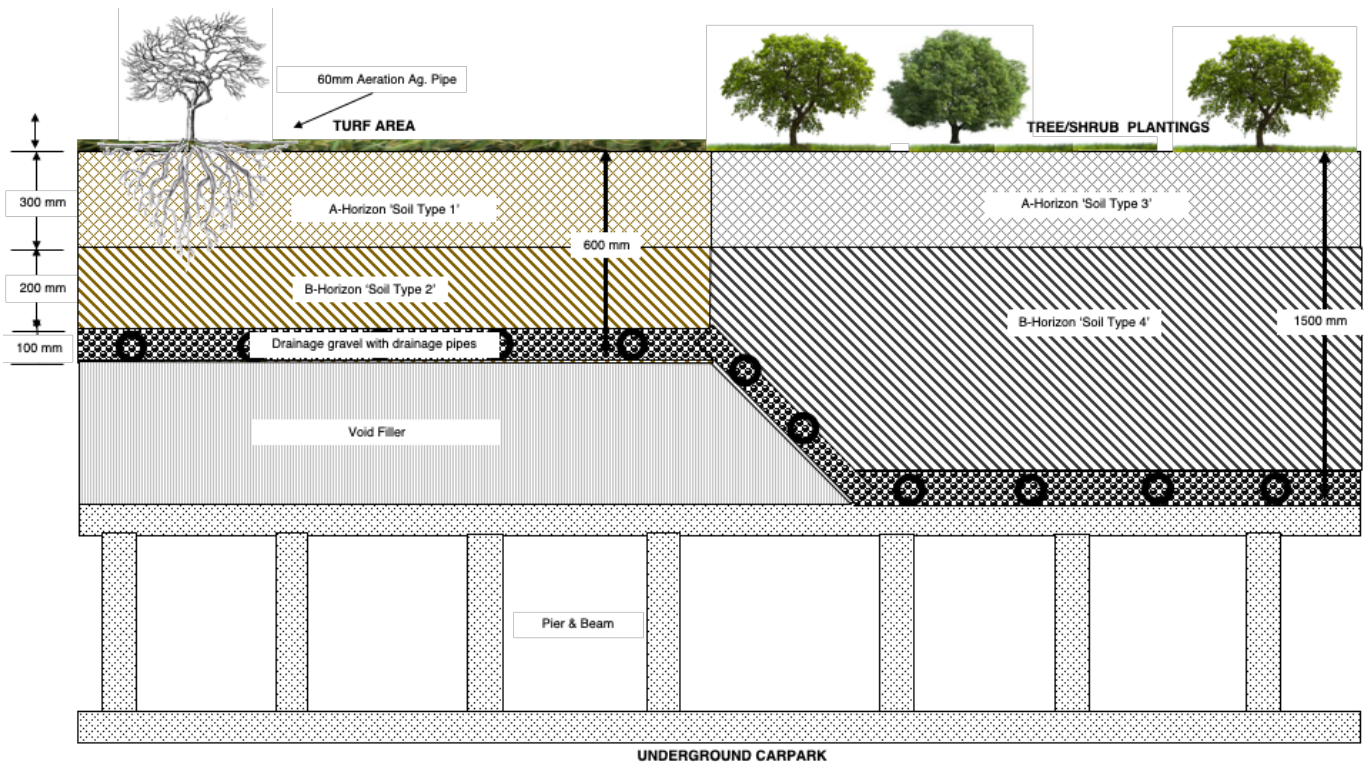 60mm Aeration Ag. Pipe
TURF AREA
TREE/SHRUB PLANTINGS
300 mm
A-Horizon 'Soil Type 1'
A-Horizon 'Soil Type 3'
600 mm
200 mm
B-Horizon 'Soil Type 2'
B-Horizon 'Soil Type 4'
1500 mm
100 mm
Drainage gravel with drainage pipes
Void Filler
Pier & Beam
UNDERGROUND CARPARK